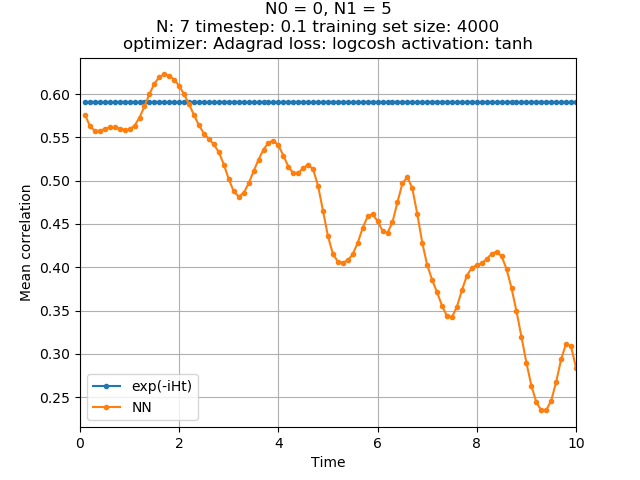 N0 = 0, N1 = 5
N: 7 timestep: 0.1 training set size: 4000
optimizer: Adagrad loss: logcosh activation: tanh
0.60
0.55
0.50
0.45
0.40
0.35
0.30
0.25
Mean correlation
exp(-iHt)
NN
0 2 4 6 8 10
Time